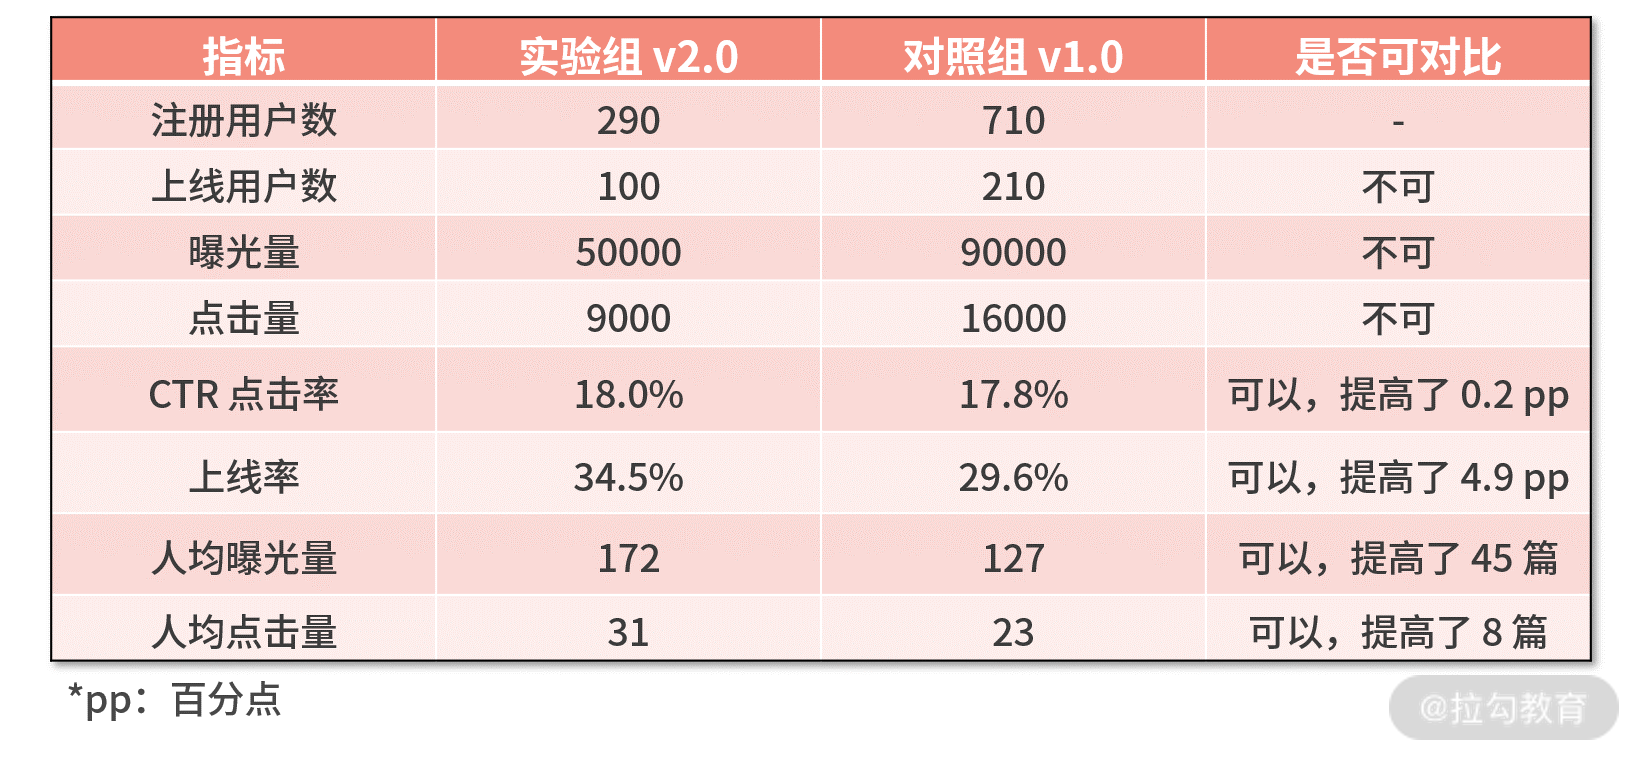 指标 实验组 v2.0 对照组 v1.0 是否可对比
注册用户数 290 710 -
上线用户数 100 210 不可
曝光量 50000 90000 不可
点击量 9000 16000 不可
CTR 点击率 18.0% 17.8% 可以，提高了 0.2 pp
上线率 34.5% 29.6% 可以，提高了 4.9 pp
人均曝光量 172 127 可以，提高了 45 篇
人均点击量 31 23 可以，提高了 8 篇
*pp：百分点
@拉勾教育